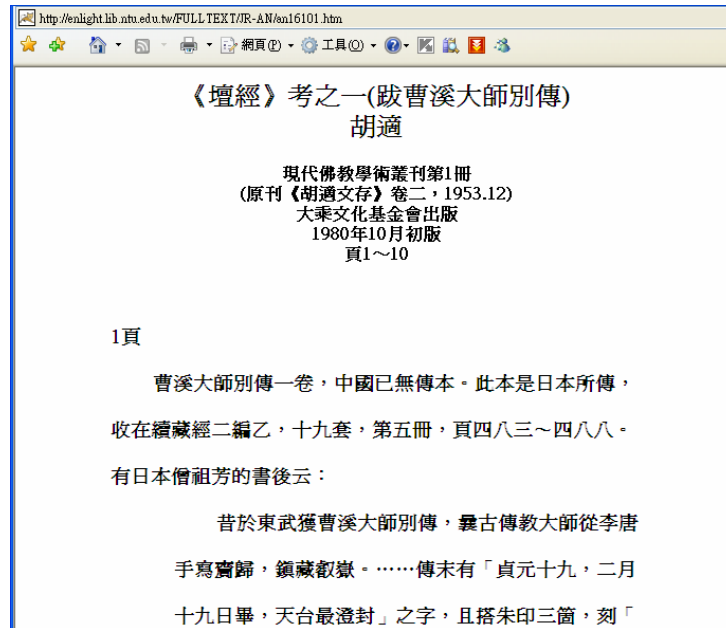 http://enlight.lib.ntu.edu.tw/FULLTEXT/JR-AN/an16101.htm
網頁(P) 工具(O)
《壇經》考之一(跋曹溪大師別傳)
胡適
現代佛教學術叢刊第1冊
(原刊《胡適文存》卷二，1953.12)
大乘文化基金會出版
1980年10月初版
頁1～10
1頁
曹溪大師別傳一卷，中國已無傳本。此本是日本所傳，
收在續藏經二編乙，十九套，第五冊，頁四八三～四八八。
有日本僧祖芳的書後云：
昔於東武獲曹溪大師別傳，曩古傳教大師從李唐
手寫齎歸，鎭藏叡嶽。……傳末有「貞元十九，二月
十九日畢，天台最澄封」之字，且搭朱印三箇，刻「